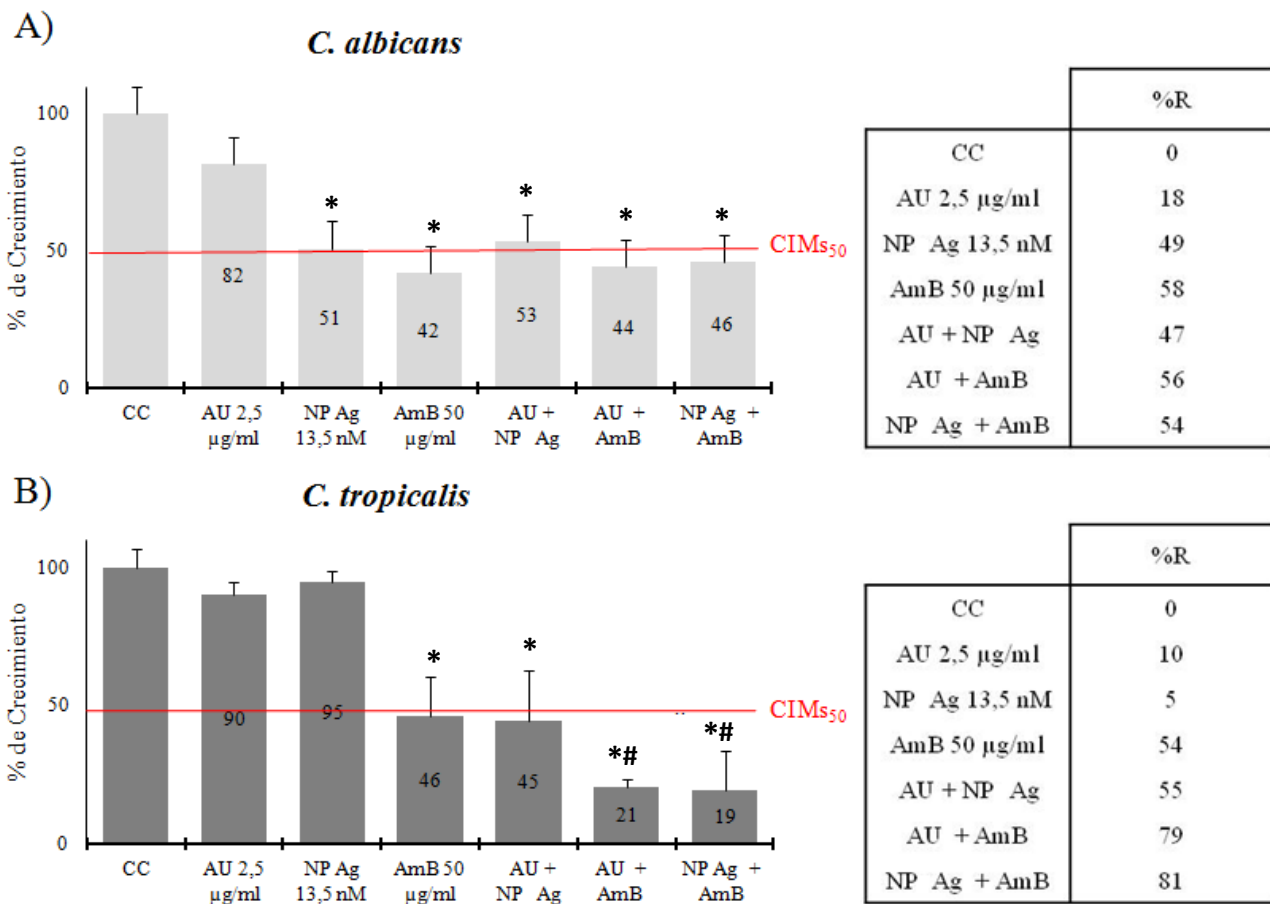 A)
C. albicans
% de Crecimiento
100
50
0
82
51
42
53
44
46
*
*
*
*
*
CIMs50
CC
AU 2,5 µg/ml
NP Ag 13,5 nM
AmB 50 µg/ml
AU + NP Ag
AU + AmB
NP Ag + AmB
%R
CC 0
AU 2,5 µg/ml 18
NP Ag 13,5 nM 49
AmB 50 µg/ml 58
AU + NP Ag 47
AU + AmB 56
NP Ag + AmB 54
B)
C. tropicalis
% de Crecimiento
100
50
0
90
95
46
45
21
19
*
*
*#
*#
CIMs50
CC
AU 2,5 µg/ml
NP Ag 13,5 nM
AmB 50 µg/ml
AU + NP Ag
AU + AmB
NP Ag + AmB
%R
CC 0
AU 2,5 µg/ml 10
NP Ag 13,5 nM 5
AmB 50 µg/ml 54
AU + NP Ag 55
AU + AmB 79
NP Ag + AmB 81